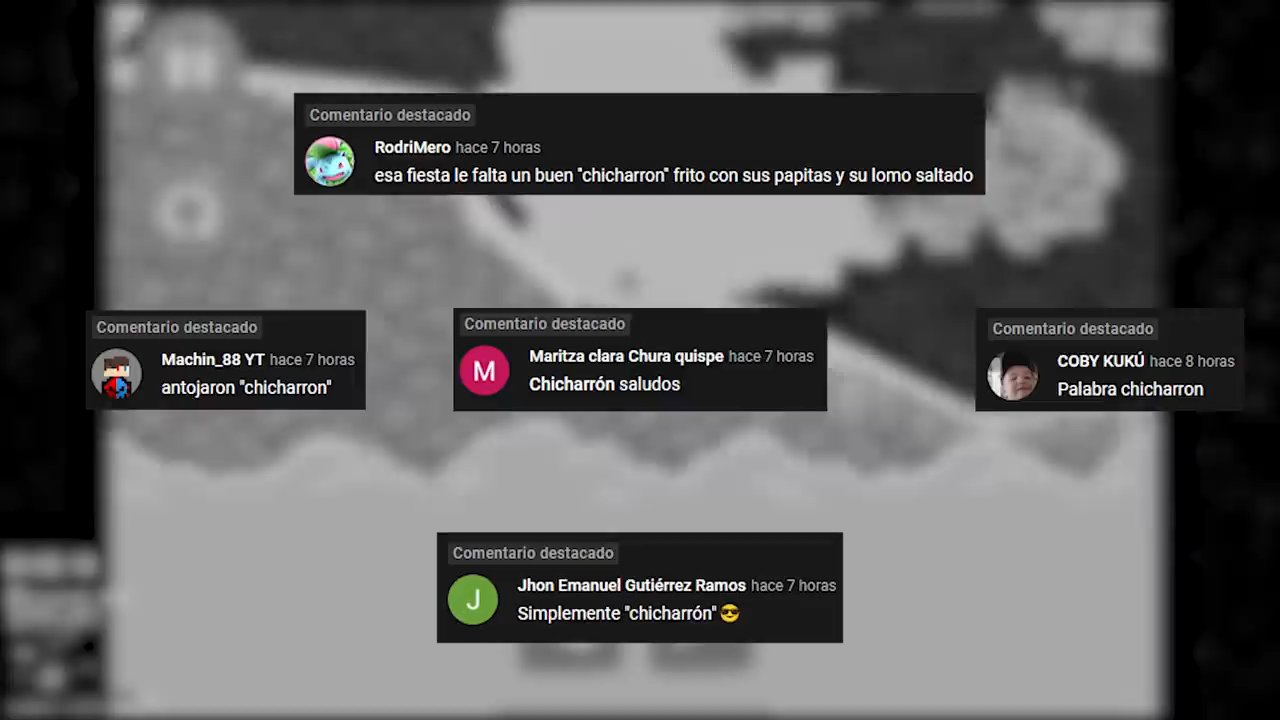 Comentario destacado
RodriMero hace 7 horas
esa fiesta le falta un buen "chicharron" frito con sus papitas y su lomo saltado
Comentario destacado
Machin_88 YT hace 7 horas
antojaron "chicharron"
Comentario destacado
M
Maritza clara Chura quispe hace 7 horas
Chicharrón saludos
Comentario destacado
COBY KUKÚ hace 8 horas
Palabra chicharron
Comentario destacado
J
Jhon Emanuel Gutiérrez Ramos hace 7 horas
Simplemente "chicharrón" 😎